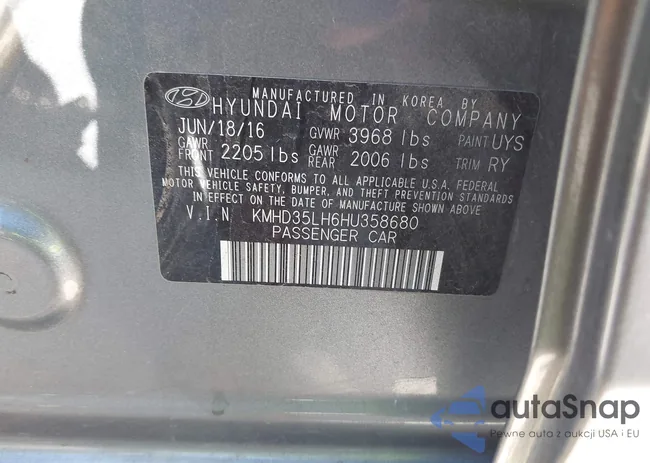 MANUFACTURED IN KOREA BY
HYUNDAI MOTOR COMPANY
JUN/18/16 GVWR 3968 lbs PAINT UYS
GAWR FRONT 2205 lbs GAWR REAR 2006 lbs TRIM RY
THIS VEHICLE CONFORMS TO ALL APPLICABLE U.S.A. FEDERAL
MOTOR VEHICLE SAFETY, BUMPER, AND THEFT PREVENTION STANDARDS
IN EFFECT ON THE DATE OF MANUFACTURE SHOWN ABOVE
V.I.N KMHD35LH6HU358680
PASSENGER CAR
autaSnap
Pewne auta z aukcji USA i EU